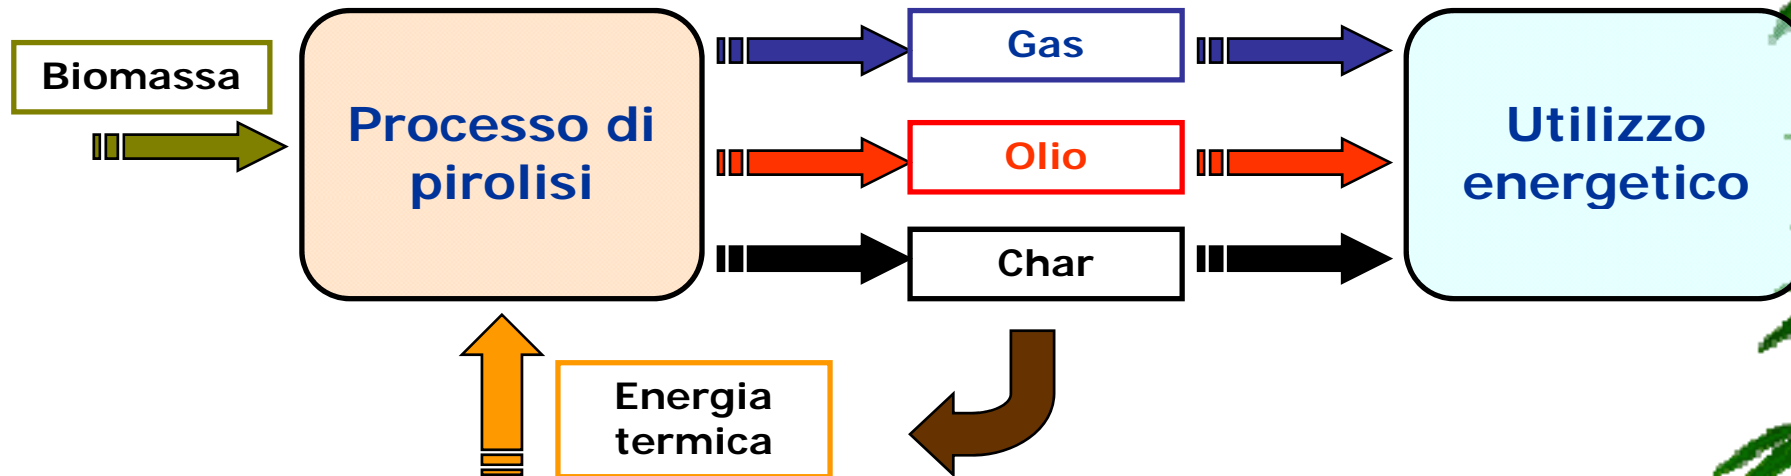 Biomassa
Processo di
pirolisi
Gas
Olio
Char
Utilizzo
energetico
Energia
termica